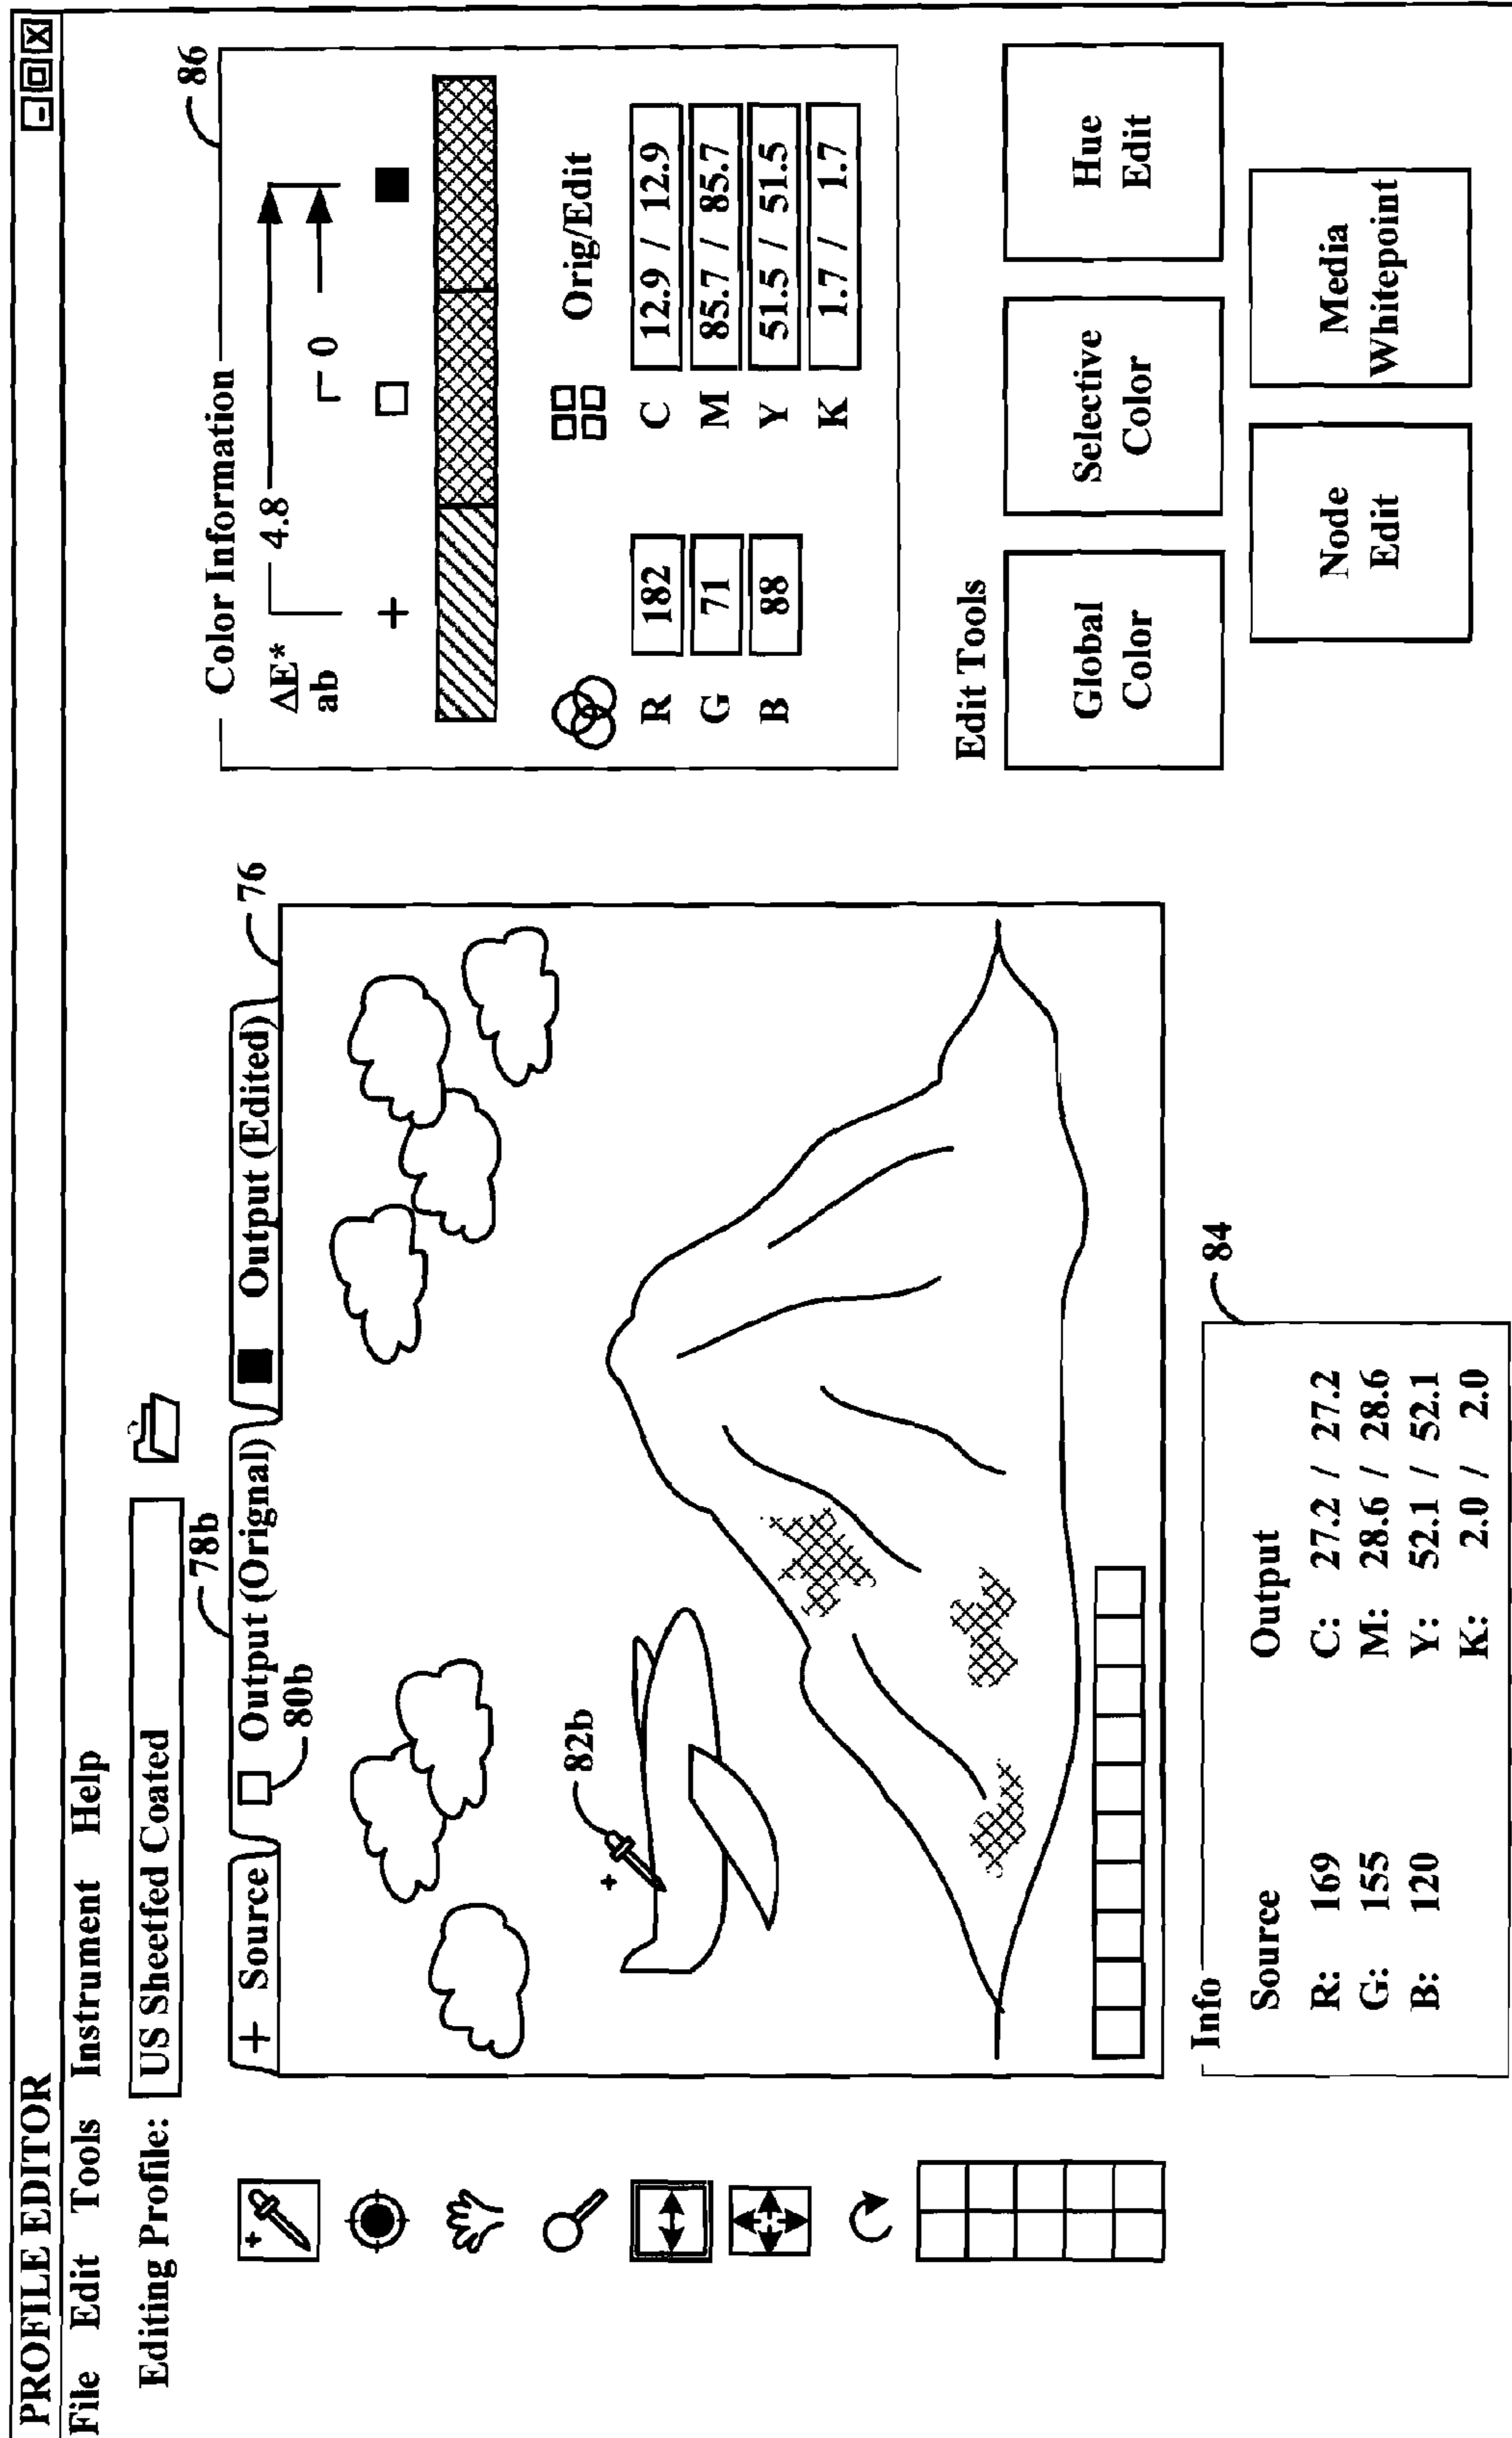 PROFILE EDITOR
File Edit Tools Instrument Help
Editing Profile: US Sheetfed Coated
78b
+ Source
Output (Orignal)
80b
Output (Edited)
76
82b
Info
84
Source Output
R: 169 C: 27.2 / 27.2
G: 155 M: 28.6 / 28.6
B: 120 Y: 52.1 / 52.1
K: 2.0 / 2.0
Color Information
86
ΔE*
ab
4.8
0
+
Orig/Edit
R 182 C 12.9 / 12.9
G 71 M 85.7 / 85.7
B 88 Y 51.5 / 51.5
K 1.7 / 1.7
Edit Tools
Global
Color
Selective
Color
Hue
Edit
Node
Edit
Media
Whitepoint